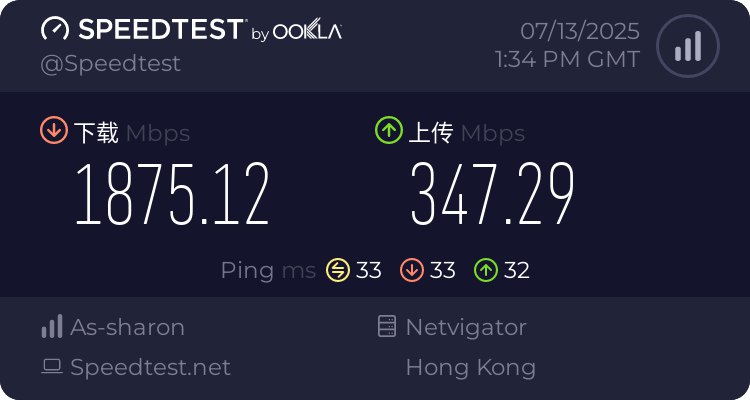 SPEEDTEST by OOKLA
@Speedtest
07/13/2025
1:34 PM GMT
下载 Mbps
1875.12
上传 Mbps
347.29
Ping ms 33 33 32
As-sharon
Speedtest.net
Netvigator
Hong Kong